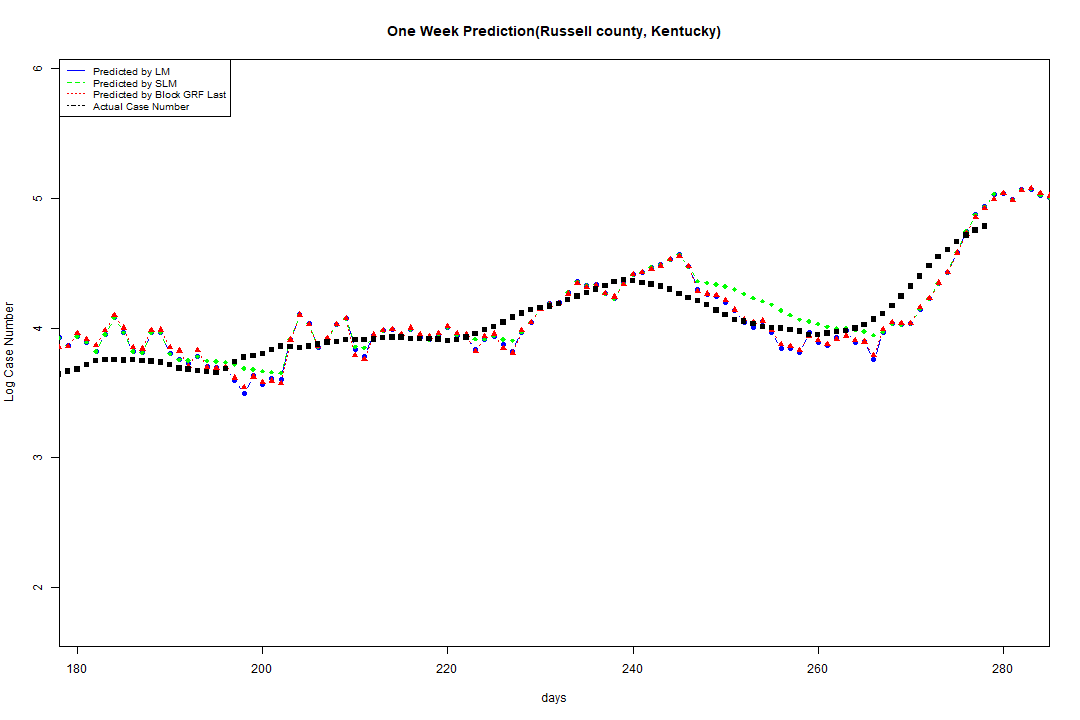 One Week Prediction(Russell county, Kentucky)
Predicted by LM
Predicted by SLM
Predicted by Block GRF Last
Actual Case Number
6
5
4
3
2
Log Case Number
180 200 220 240 260 280
days